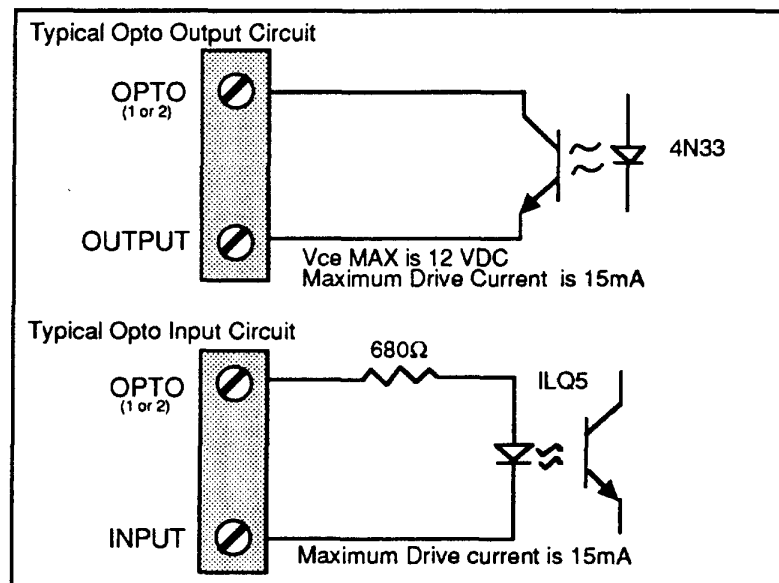 Typical Opto Output Circuit
OPTO
(1 or 2)
4N33
OUTPUT
Vce MAX is 12 VDC
Maximum Drive Current is 15mA
Typical Opto Input Circuit
680Ω
OPTO
(1 or 2)
ILQ5
INPUT
Maximum Drive current is 15mA